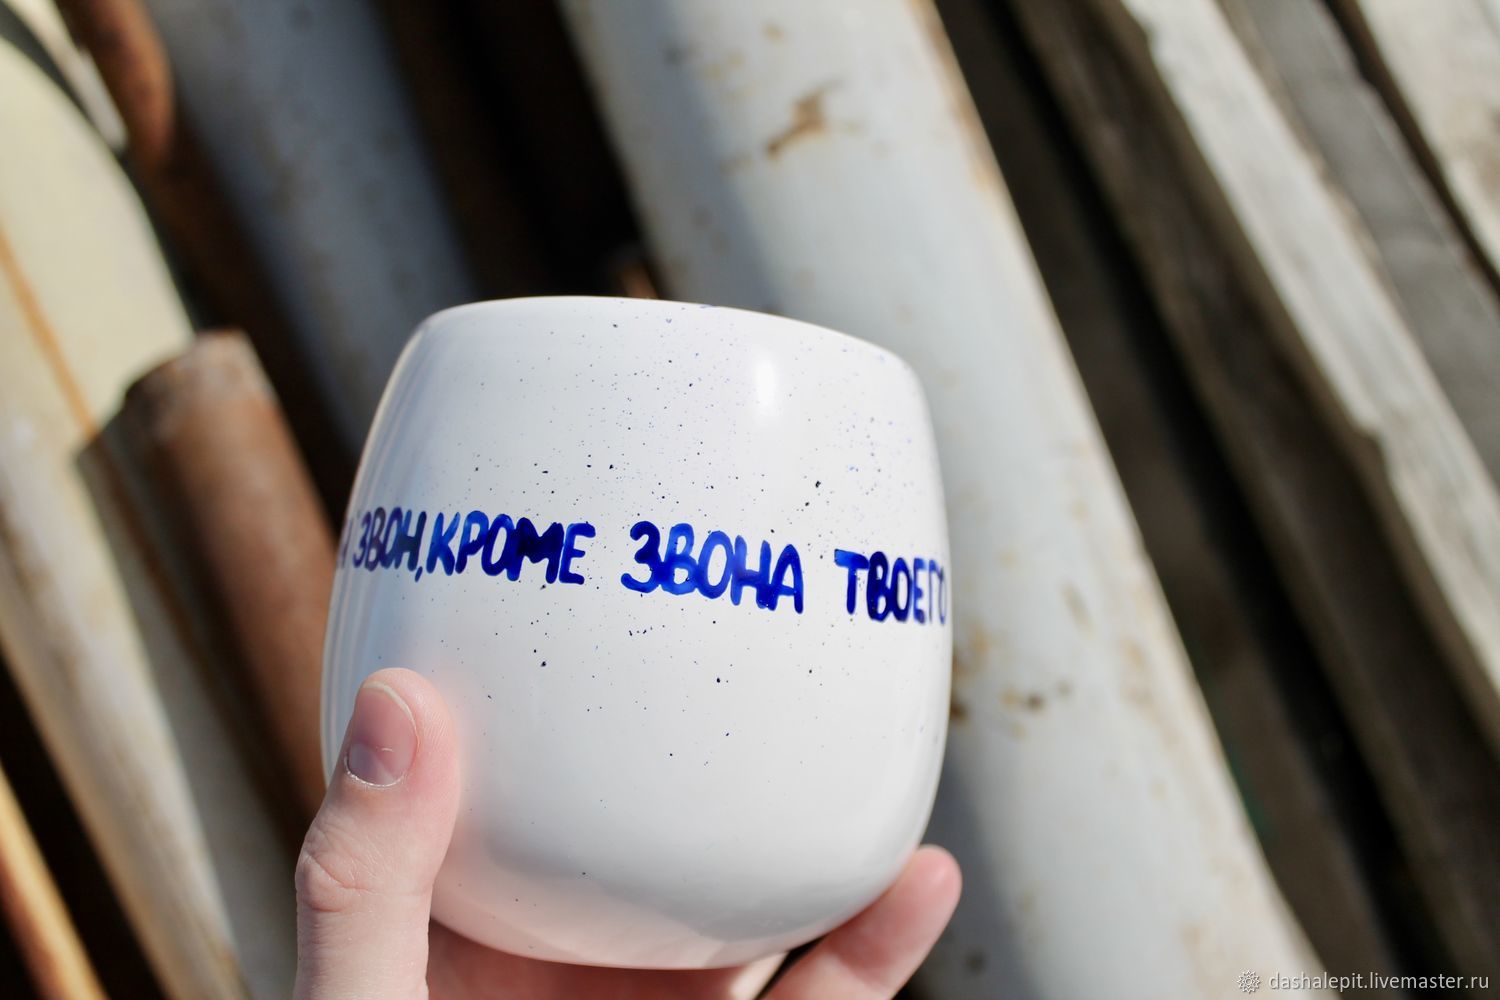 ЗВОН, КРОМЕ ЗВОНА ТВОЕГО
dashalepit.livemaster.ru